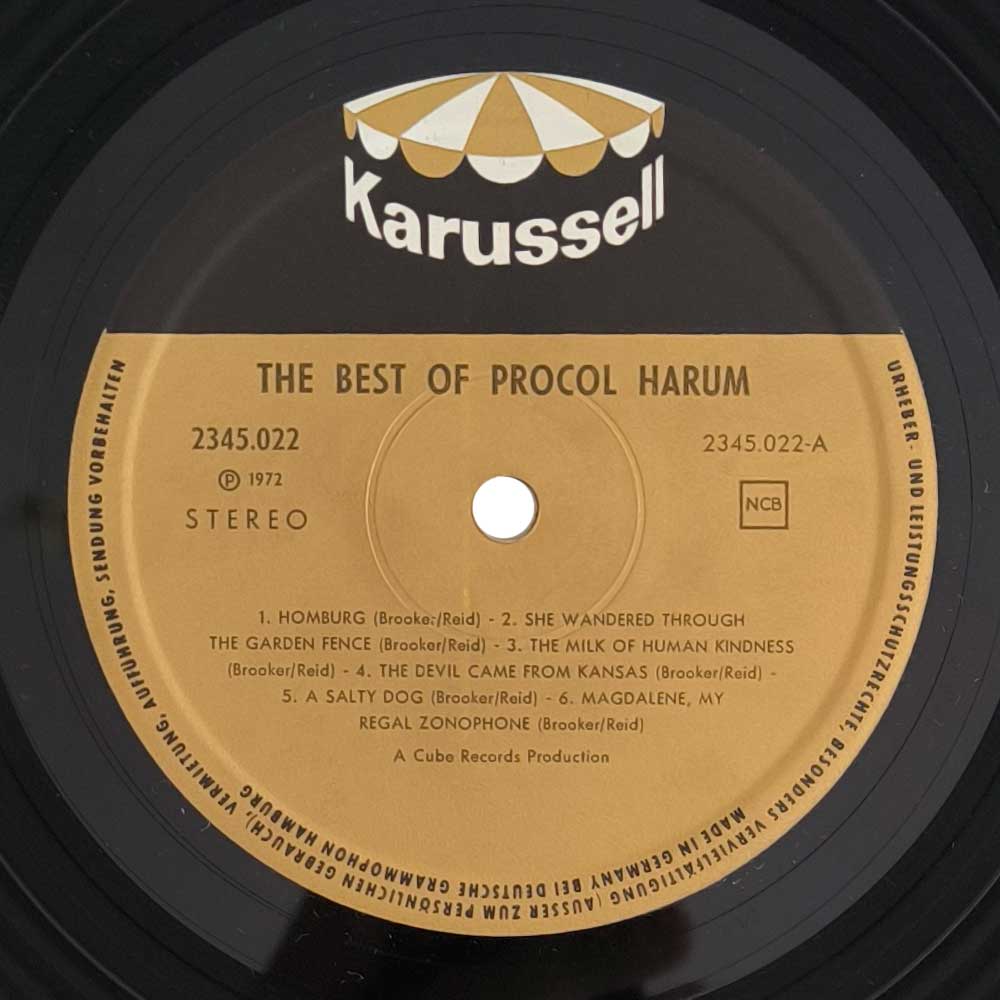 Karussell
THE BEST OF PROCOL HARUM
2345.022
2345.022-A
Ⓟ 1972
NCB
STEREO
1. HOMBURG (Brooker/Reid) - 2. SHE WANDERED THROUGH
THE GARDEN FENCE (Brooker/Reid) - 3. THE MILK OF HUMAN KINDNESS
(Brooker/Reid) - 4. THE DEVIL CAME FROM KANSAS (Brooker/Reid) -
5. A SALTY DOG (Brooker/Reid) - 6. MAGDALENE, MY
REGAL ZONOPHONE (Brooker/Reid)
A Cube Records Production
URHEBER- UND LEISTUNGSSCHUTZRECHTE, BESONDERS VERVIELFÄLTIGUNG (AUSSER ZUM PERSÖNLICHEN GEBRAUCH), VERMIETUNG, AUFFÜHRUNG, SENDUNG VORBEHALTEN
MADE IN GERMANY BEI DEUTSCHE GRAMMOPHON HAMBURG